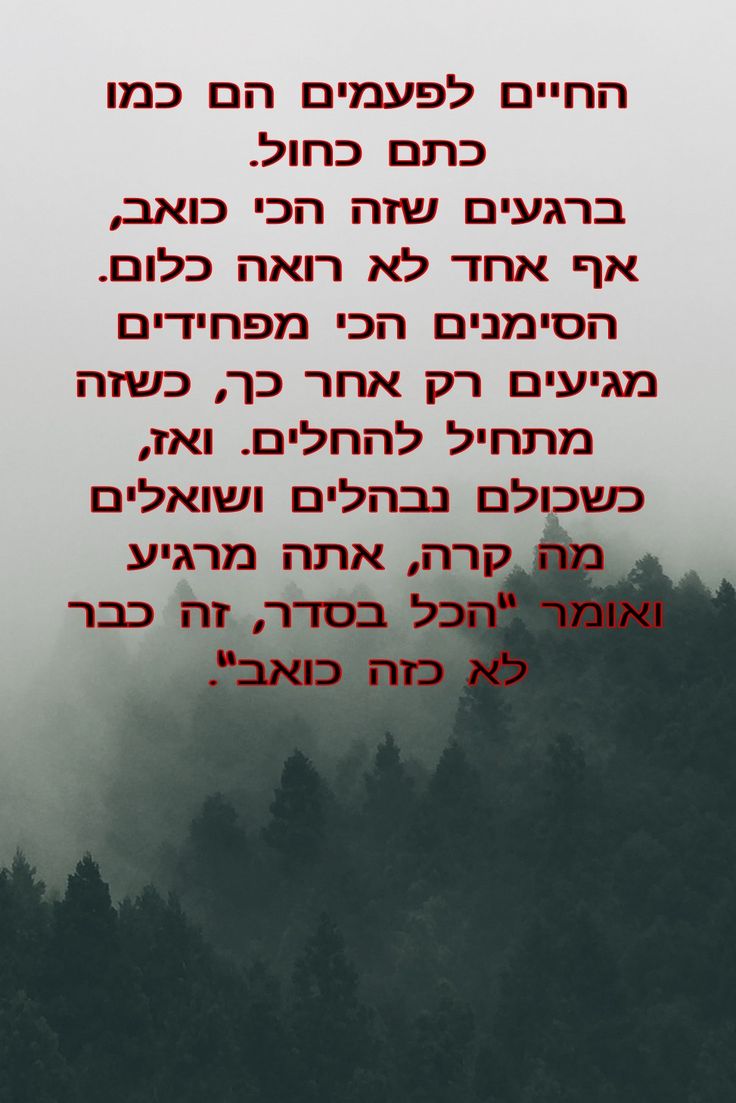 החיים לפעמים הם כמו
כתם כחול.
ברגעים שזה הכי כואב,
אף אחד לא רואה כלום.
הסימנים הכי מפחידים
מגיעים רק אחר כך, כשזה
מתחיל להחלים. ואז,
כשכולם נבהלים ושואלים
מה קרה, אתה מרגיע
ואומר "הכל בסדר, זה כבר
לא כזה כואב".